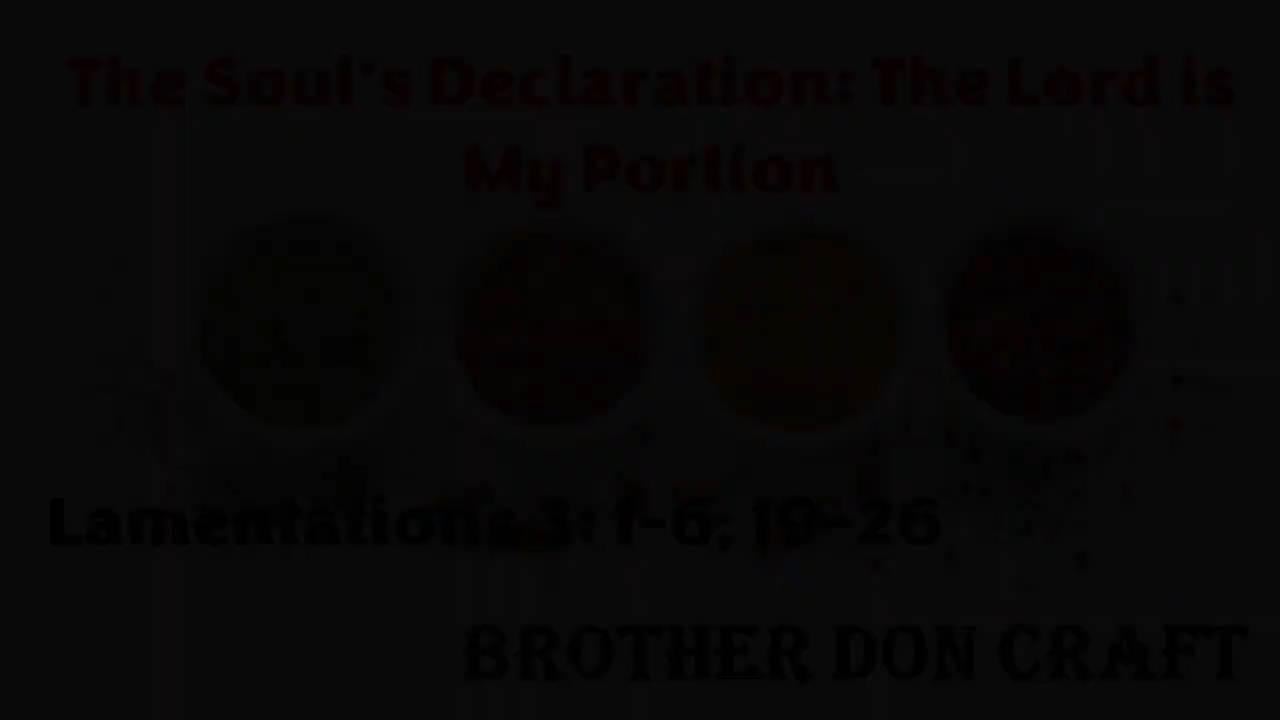 The Soul's Declaration: The Lord is
My Portion
Lamentations 3: 1-6, 19-26
BROTHER DON CRAFT